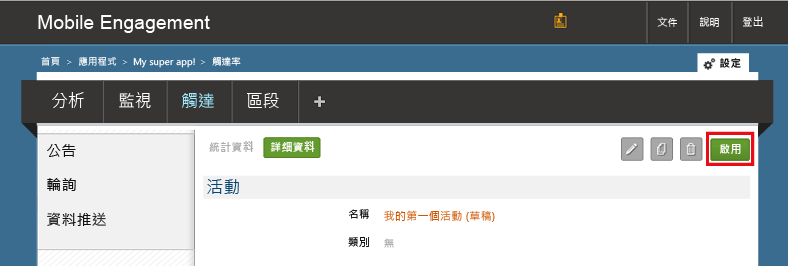 Mobile Engagement
文件 說明 登出
首頁 > 應用程式 > My super app! > 觸達率
設定
分析 監視 觸達 區段 +
公告
輪詢
資料推送
統計資料 詳細資料 啟用
活動
名稱 我的第一個活動 (草稿)
類別 無